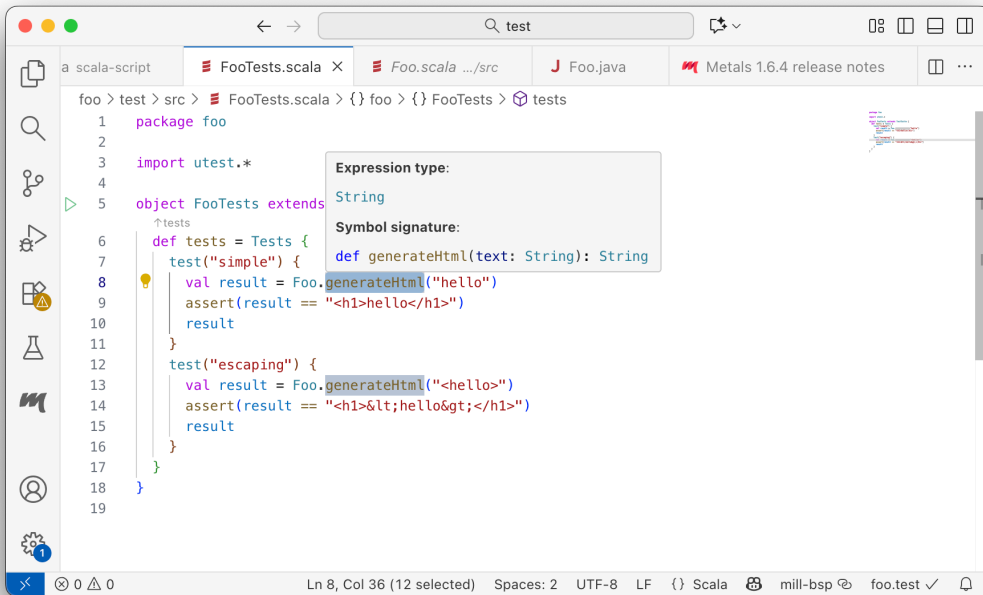 test
a scala-script
FooTests.scala
Foo.scala .../src
Foo.java
Metals 1.6.4 release notes
foo > test > src > FooTests.scala > {} foo > {} FooTests > tests
1 package foo
2
3 import utest.*
4
5 object FooTests extends
↑tests
6 def tests = Tests {
7 test("simple") {
8 val result = Foo.generateHtml("hello")
9 assert(result == "<h1>hello</h1>")
10 result
11 }
12 test("escaping") {
13 val result = Foo.generateHtml("<hello>")
14 assert(result == "<h1>&lt;hello&gt;</h1>")
15 result
16 }
17 }
18 }
19
Expression type:
String
Symbol signature:
def generateHtml(text: String): String
1
0 0
Ln 8, Col 36 (12 selected)
Spaces: 2
UTF-8
LF
{} Scala
mill-bsp
foo.test ✓